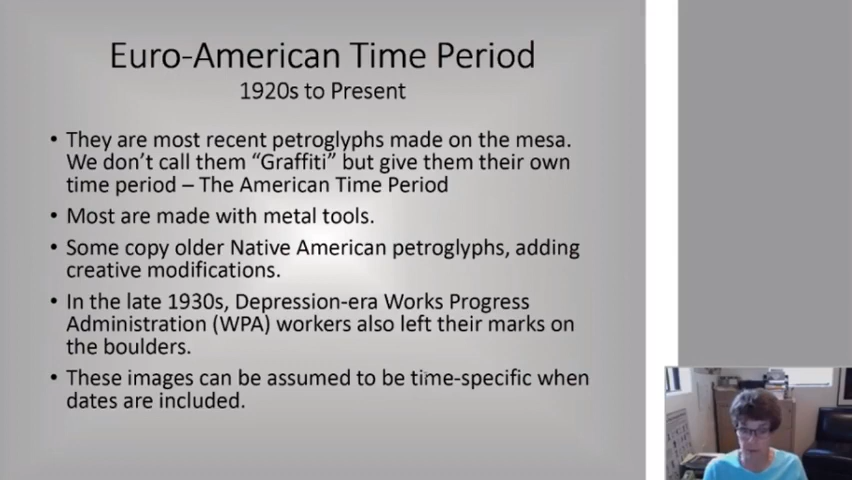 Euro-American Time Period
1920s to Present
• They are most recent petroglyphs made on the mesa.
We don't call them "Graffiti" but give them their own
time period – The American Time Period
• Most are made with metal tools.
• Some copy older Native American petroglyphs, adding
creative modifications.
• In the late 1930s, Depression-era Works Progress
Administration (WPA) workers also left their marks on
the boulders.
• These images can be assumed to be time-specific when
dates are included.